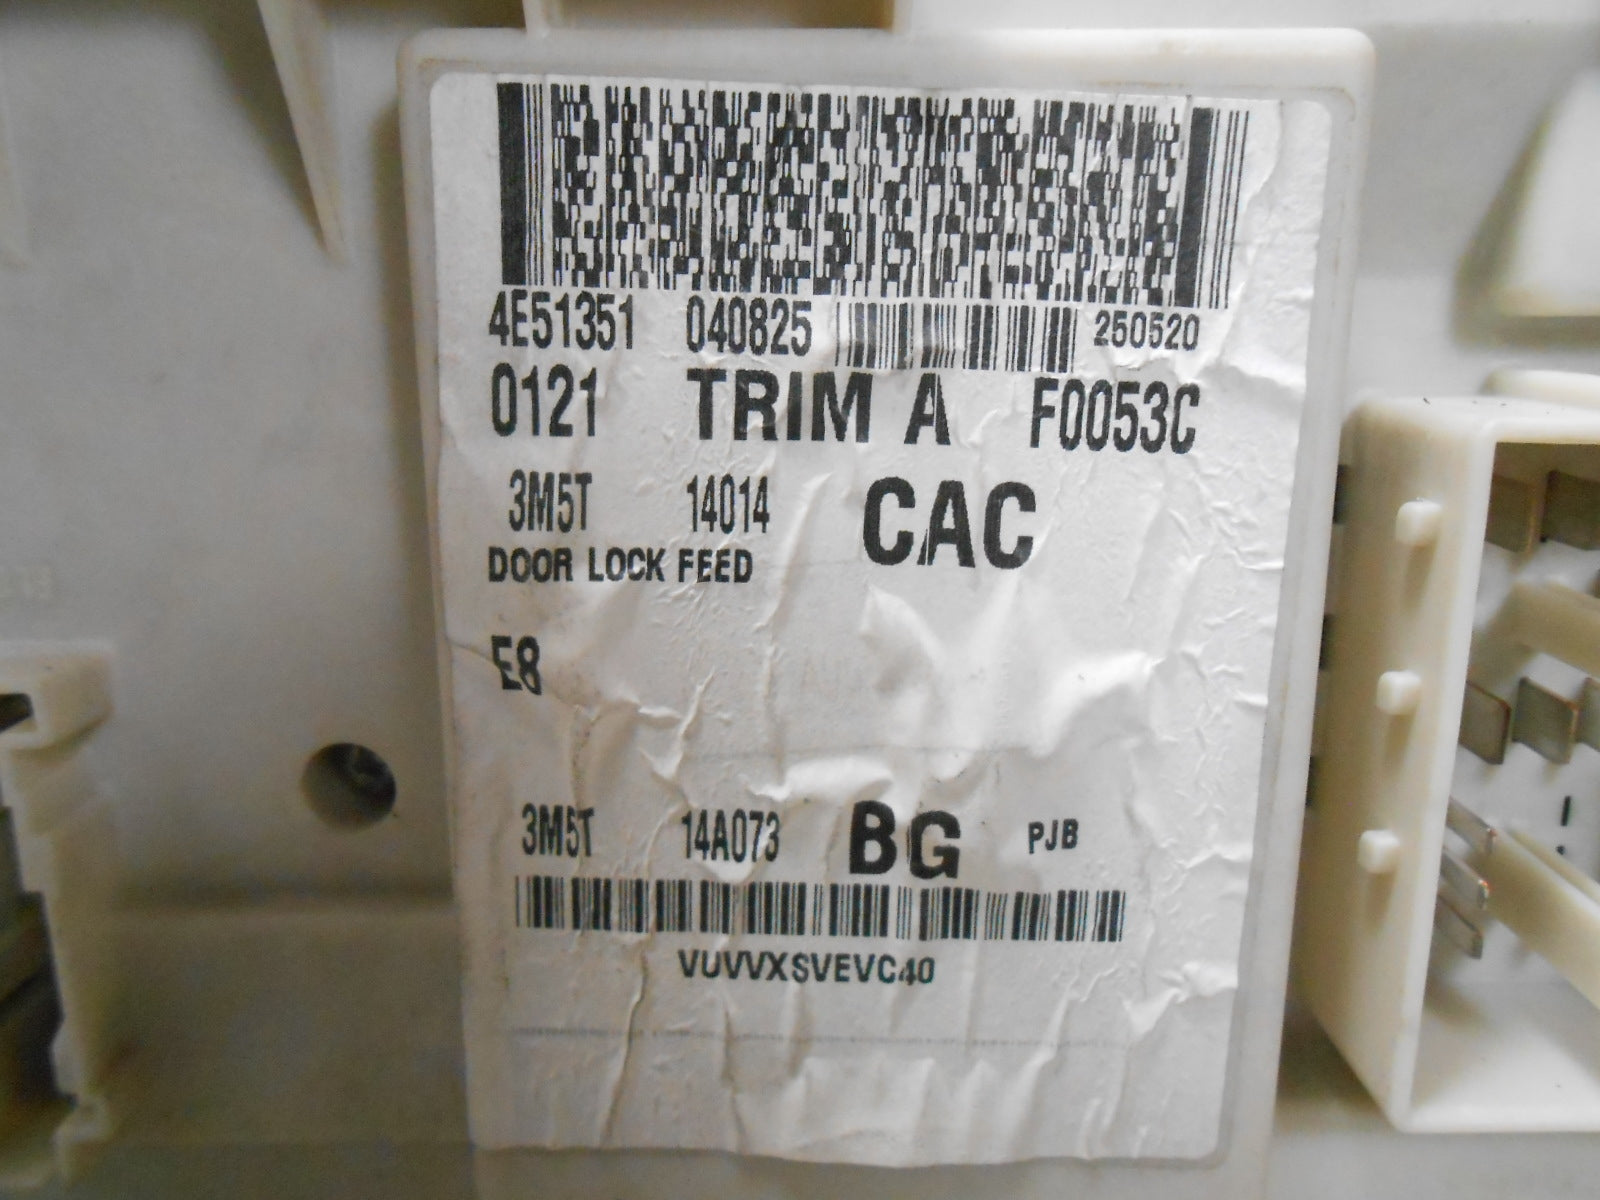 4E51351 040825 250520
0121 TRIM A F0053C
3M5T 14014 CAC
DOOR LOCK FEED
E8
3M5T 14A073 BG PJB
VUVVXSVEVC40